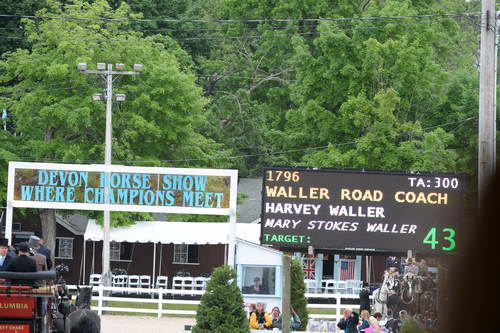 DEVON HORSE SHOW
WHERE CHAMPIONS MEET
1796 TA:300
WALLER ROAD COACH
HARVEY WALLER
MARY STOKES WALLER
TARGET: 43
COLUMBIA